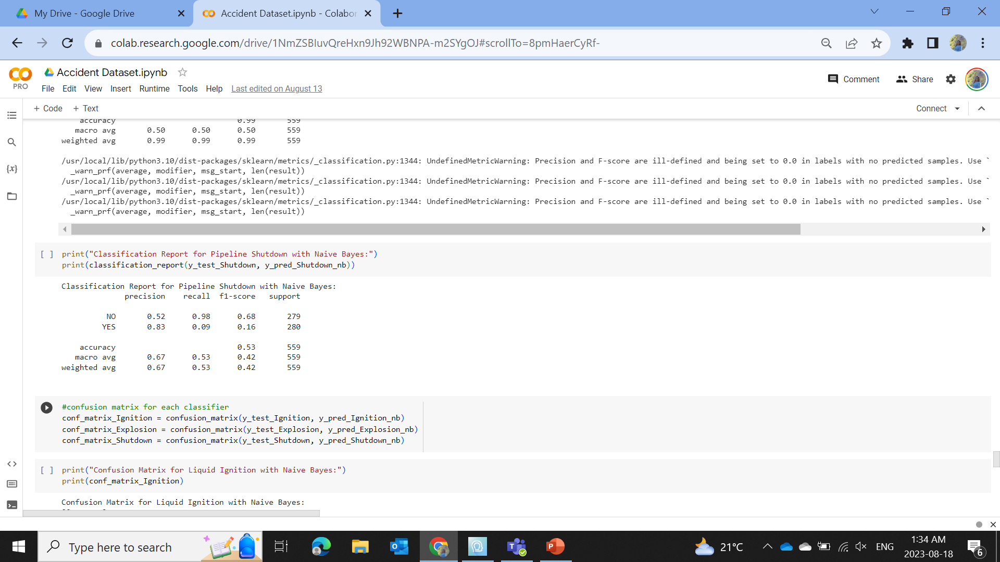 My Drive - Google Drive
Accident Dataset.ipynb - Colabor
colab.research.google.com/drive/1NmZSBIuvQreHxn9Jh92WBNPA-m2SYgOJ#scrollTo=8pmHaerCyRf-
PRO
Accident Dataset.ipynb
File Edit View Insert Runtime Tools Help Last edited on August 13
Comment Share
+ Code + Text
Connect
accuracy 0.99 559
macro avg 0.50 0.50 0.50 559
weighted avg 0.99 0.99 0.99 559
/usr/local/lib/python3.10/dist-packages/sklearn/metrics/_classification.py:1344: UndefinedMetricWarning: Precision and F-score are ill-defined and being set to 0.0 in labels with no predicted samples. Use `
_warn_prf(average, modifier, msg_start, len(result))
/usr/local/lib/python3.10/dist-packages/sklearn/metrics/_classification.py:1344: UndefinedMetricWarning: Precision and F-score are ill-defined and being set to 0.0 in labels with no predicted samples. Use `
_warn_prf(average, modifier, msg_start, len(result))
/usr/local/lib/python3.10/dist-packages/sklearn/metrics/_classification.py:1344: UndefinedMetricWarning: Precision and F-score are ill-defined and being set to 0.0 in labels with no predicted samples. Use `
_warn_prf(average, modifier, msg_start, len(result))
{x}
[ ] print("Classification Report for Pipeline Shutdown with Naive Bayes:")
print(classification_report(y_test_Shutdown, y_pred_Shutdown_nb))
Classification Report for Pipeline Shutdown with Naive Bayes:
precision recall f1-score support
NO 0.52 0.98 0.68 279
YES 0.83 0.09 0.16 280
accuracy 0.53 559
macro avg 0.67 0.53 0.42 559
weighted avg 0.67 0.53 0.42 559
#confusion matrix for each classifier
conf_matrix_Ignition = confusion_matrix(y_test_Ignition, y_pred_Ignition_nb)
conf_matrix_Explosion = confusion_matrix(y_test_Explosion, y_pred_Explosion_nb)
conf_matrix_Shutdown = confusion_matrix(y_test_Shutdown, y_pred_Shutdown_nb)
[ ] print("Confusion Matrix for Liquid Ignition with Naive Bayes:")
print(conf_matrix_Ignition)
Confusion Matrix for Liquid Ignition with Naive Bayes:
Type here to search
21°C
ENG
1:34 AM
2023-08-18
6